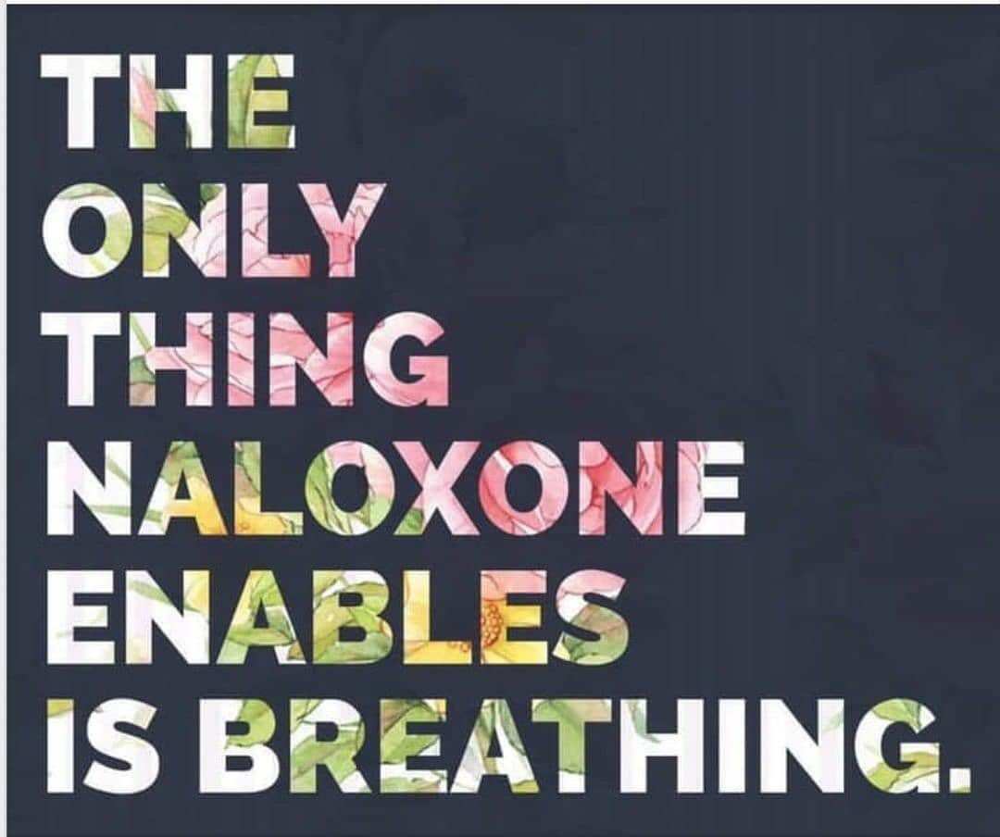 THE
ONLY
THING
NALOXONE
ENABLES
IS BREATHING.